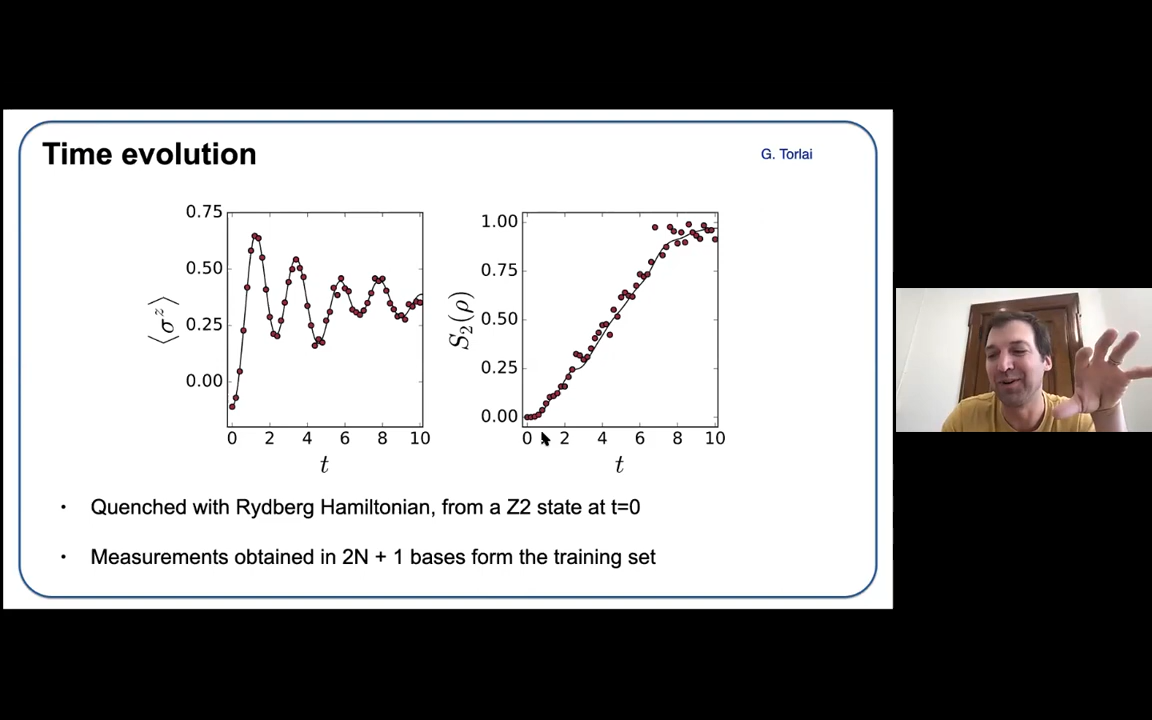 Time evolution
G. Torlai
0.75
0.50
0.25
0.00
⟨σᶻ⟩
0 2 4 6 8 10
t
1.00
0.75
0.50
0.25
0.00
S₂(ρ)
0 2 4 6 8 10
t
· Quenched with Rydberg Hamiltonian, from a Z2 state at t=0
· Measurements obtained in 2N + 1 bases form the training set